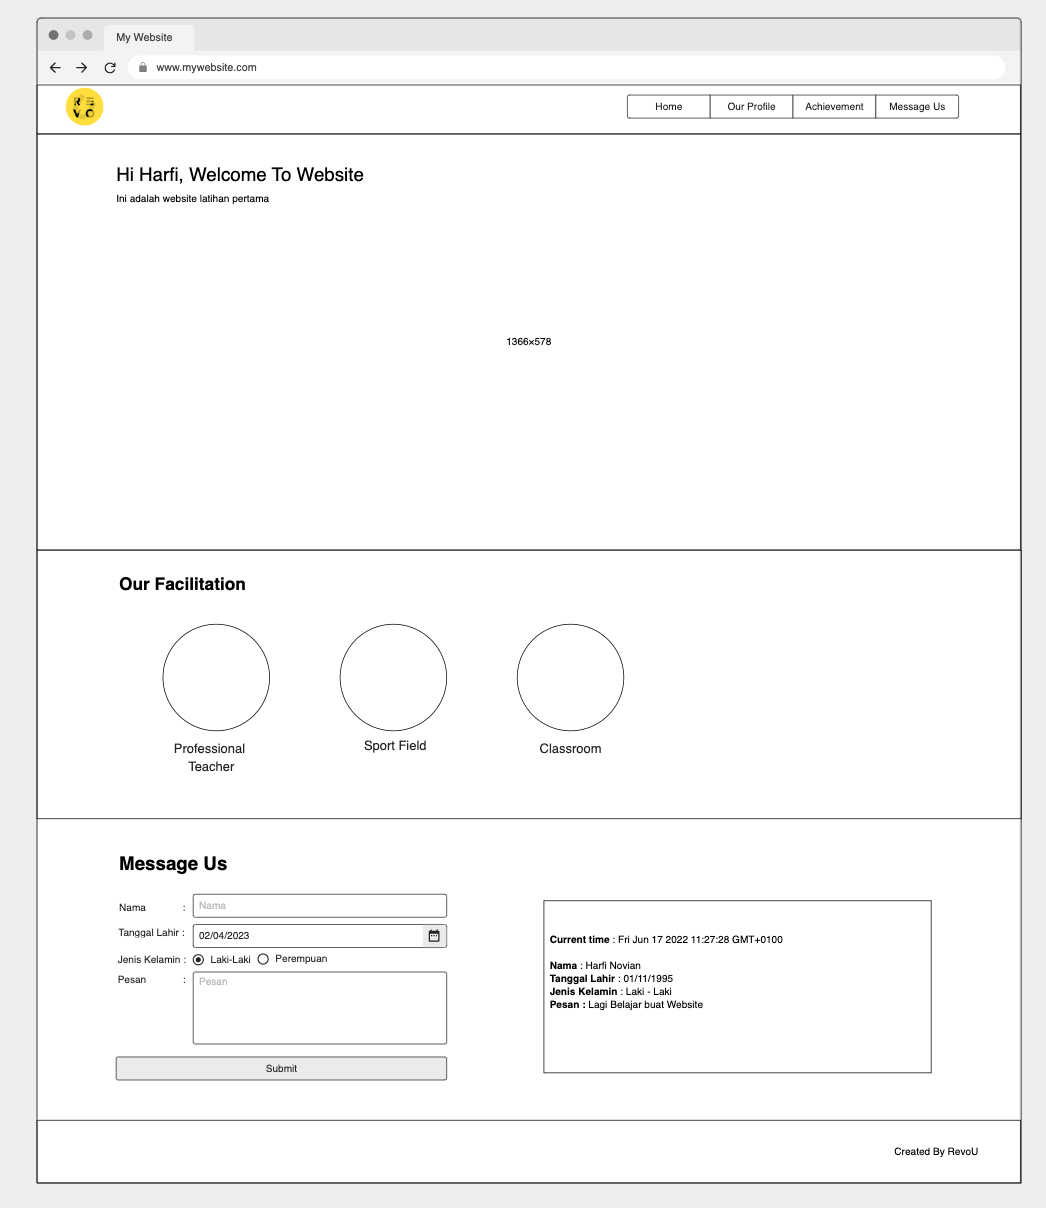 My Website
www.mywebsite.com
R E
V O
Home Our Profile Achievement Message Us
Hi Harfi, Welcome To Website
Ini adalah website latihan pertama
1366×578
Our Facilitation
Professional
Teacher
Sport Field
Classroom
Message Us
Nama : Nama
Tanggal Lahir : 02/04/2023
Jenis Kelamin : Laki-Laki Perempuan
Pesan : Pesan
Submit
Current time : Fri Jun 17 2022 11:27:28 GMT+0100
Nama : Harfi Novian
Tanggal Lahir : 01/11/1995
Jenis Kelamin : Laki - Laki
Pesan : Lagi Belajar buat Website
Created By RevoU